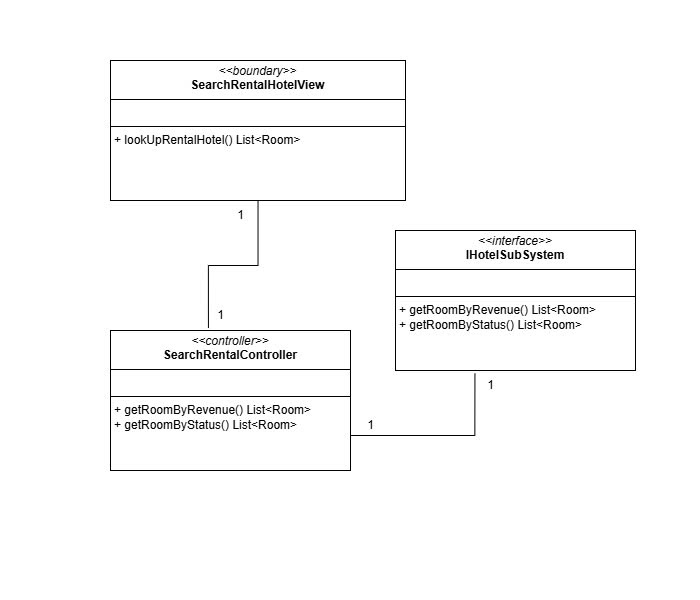 <<boundary>>
SearchRentalHotelView
+ lookUpRentalHotel() List<Room>
1
1
<<interface>>
IHotelSubSystem
+ getRoomByRevenue() List<Room>
+ getRoomByStatus() List<Room>
1
<<controller>>
SearchRentalController
+ getRoomByRevenue() List<Room>
+ getRoomByStatus() List<Room>
1